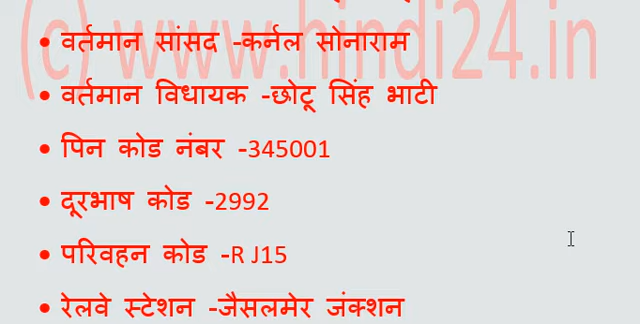 (c) www.hindi24.in
• वर्तमान सांसद -कर्नल सोनाराम
• वर्तमान विधायक -छोटू सिंह भाटी
• पिन कोड नंबर -345001
• दूरभाष कोड -2992
• परिवहन कोड -R J15
• रेलवे स्टेशन -जैसलमेर जंक्शन